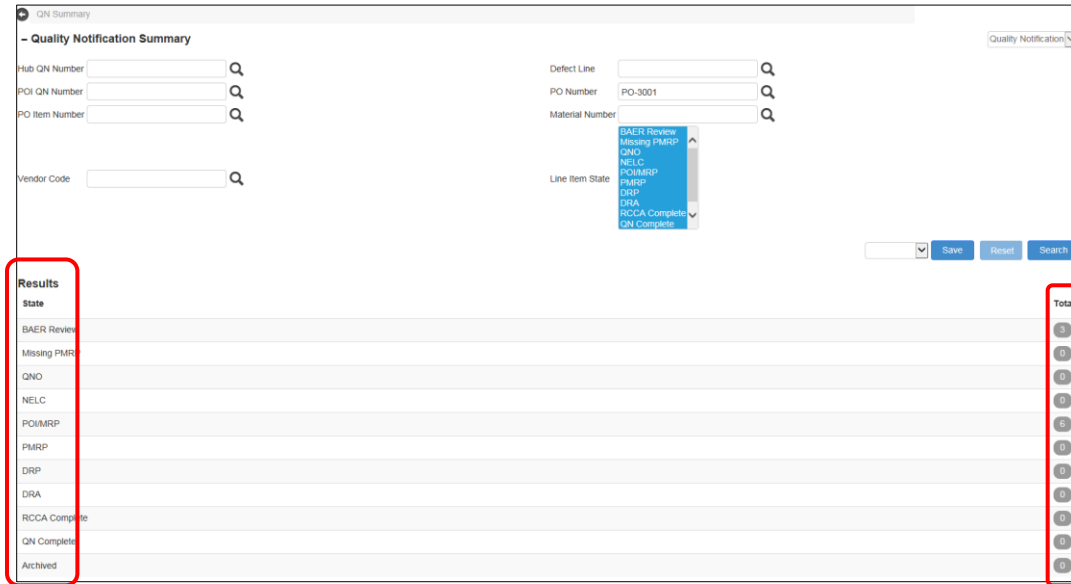 QN Summary
– Quality Notification Summary
Quality Notification
Hub QN Number
Defect Line
POI QN Number
PO Number PO-3001
PO Item Number
Material Number
Vendor Code
Line Item State
BAER Review
Missing PMRP
QNO
NELC
POI/MRP
PMRP
DRP
DRA
RCCA Complete
QN Complete
Save Reset Search
Results
State Tota
BAER Review 3
Missing PMRP 0
QNO 0
NELC 0
POI/MRP 6
PMRP 0
DRP 0
DRA 0
RCCA Complete 0
QN Complete 0
Archived 0